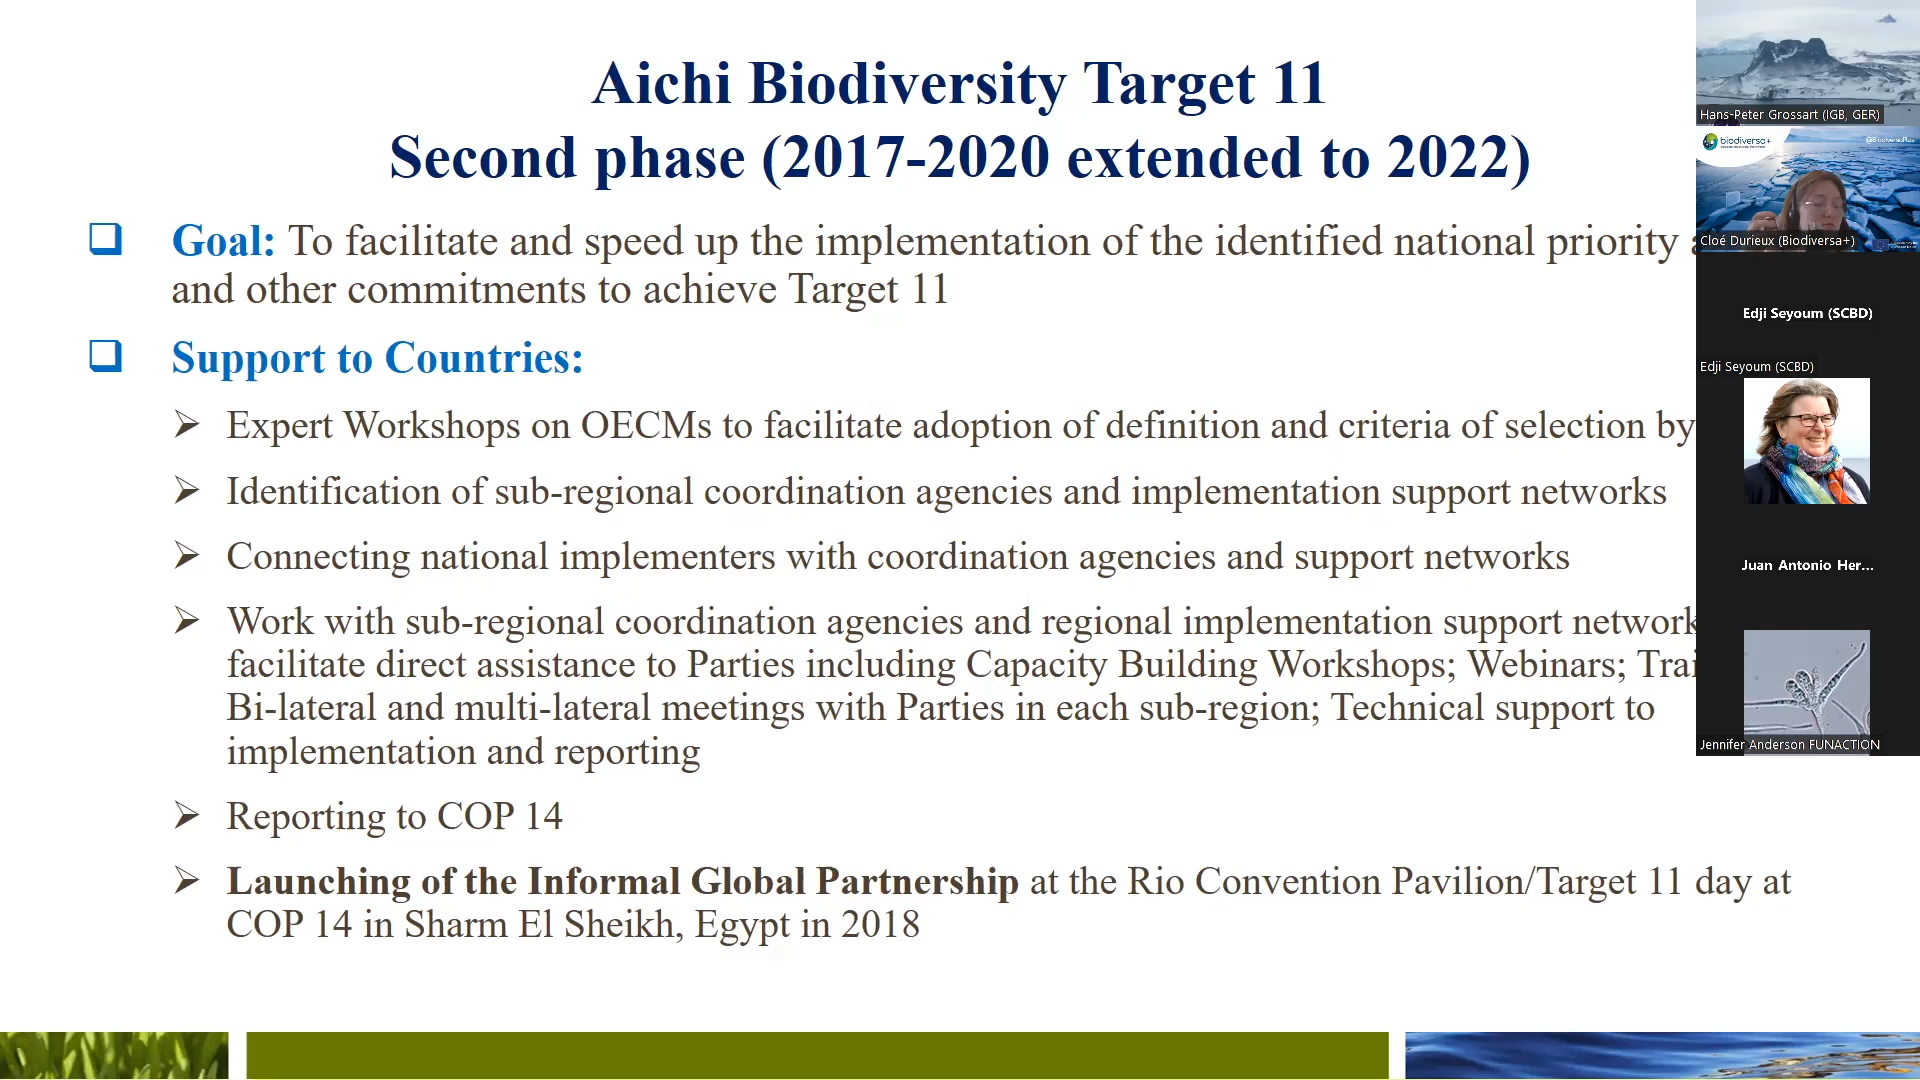 Aichi Biodiversity Target 11
Second phase (2017-2020 extended to 2022)
Goal: To facilitate and speed up the implementation of the identified national priority
and other commitments to achieve Target 11
Support to Countries:
Expert Workshops on OECMs to facilitate adoption of definition and criteria of selection by
Identification of sub-regional coordination agencies and implementation support networks
Connecting national implementers with coordination agencies and support networks
Work with sub-regional coordination agencies and regional implementation support network
facilitate direct assistance to Parties including Capacity Building Workshops; Webinars; Trai
Bi-lateral and multi-lateral meetings with Parties in each sub-region; Technical support to
implementation and reporting
Reporting to COP 14
Launching of the Informal Global Partnership at the Rio Convention Pavilion/Target 11 day at
COP 14 in Sharm El Sheikh, Egypt in 2018
Hans-Peter Grossart (IGB, GER)
biodiversa+
@BiodiversaPlus
Cloé Durieux (Biodiversa+)
Edji Seyoum (SCBD)
Edji Seyoum (SCBD)
Juan Antonio Her...
Jennifer Anderson FUNACTION